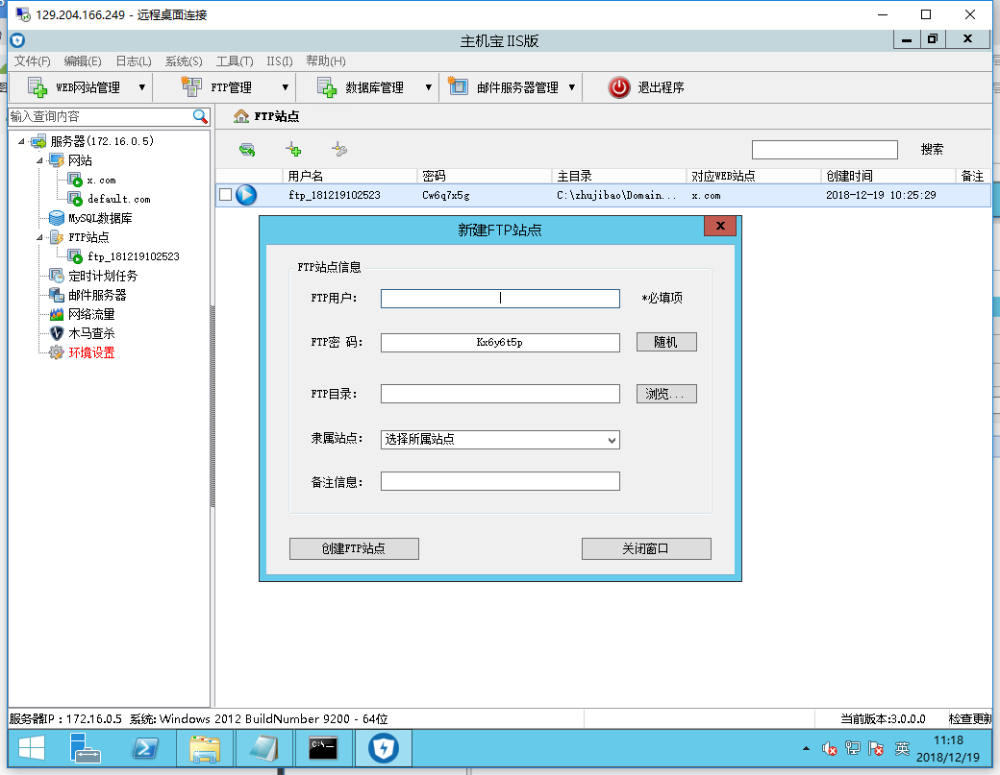 129.204.166.249 - 远程桌面连接
主机宝 IIS版
文件(F) 编辑(E) 日志(L) 系统(S) 工具(T) IIS(I) 帮助(H)
WEB网站管理 FTP管理 数据库管理 邮件服务器管理 退出程序
输入查询内容
FTP站点
服务器(172.16.0.5)
网站
x.com
default.com
MySQL数据库
FTP站点
ftp_181219102523
定时计划任务
邮件服务器
网络流量
木马查杀
环境设置
搜索
用户名 密码 主目录 对应WEB站点 创建时间 备注
ftp_181219102523 Cw6q7x5g C:\zhujibao\Domain... x.com 2018-12-19 10:25:29
新建FTP站点
FTP站点信息
FTP用户: *必填项
FTP密 码: Kx6y6t5p 随机
FTP目录: 浏览...
隶属站点: 选择所属站点
备注信息:
创建FTP站点 关闭窗口
服务器IP：172.16.0.5 系统: Windows 2012 BuildNumber 9200 - 64位 当前版本:3.0.0.0 检查更新
英 11:18
2018/12/19